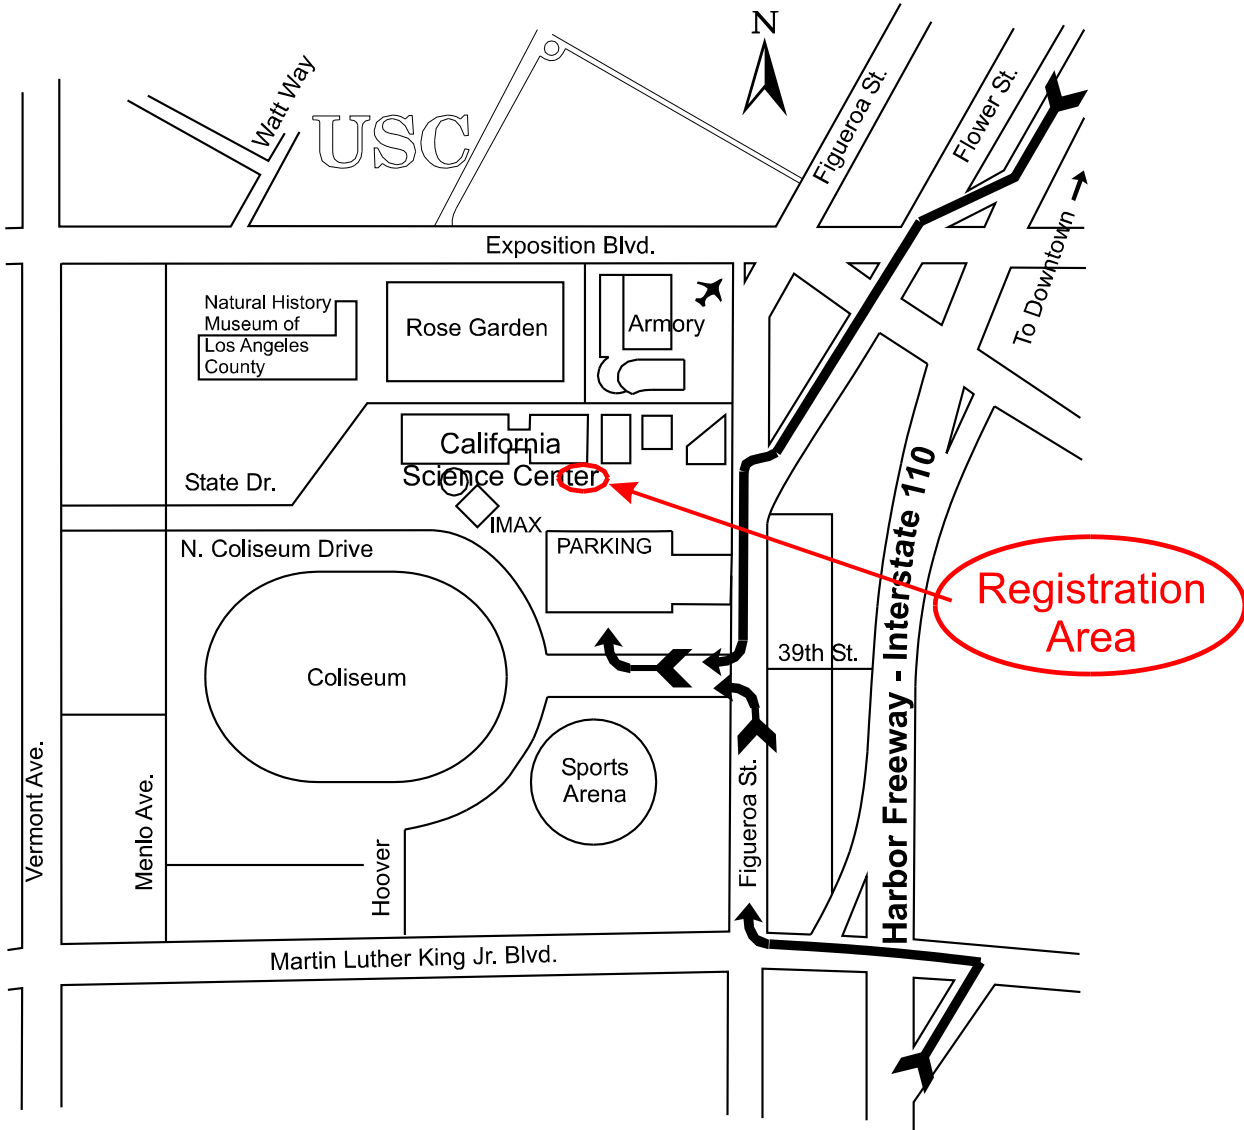 N
Watt Way
USC
Figueroa St.
Flower St.
Exposition Blvd.
To Downtown
Natural History
Museum of
Los Angeles
County
Rose Garden
Armory
California
Science Center
State Dr.
IMAX
N. Coliseum Drive
PARKING
Harbor Freeway - Interstate 110
Registration
Area
Coliseum
39th St.
Sports
Arena
Vermont Ave.
Menlo Ave.
Hoover
Figueroa St.
Martin Luther King Jr. Blvd.